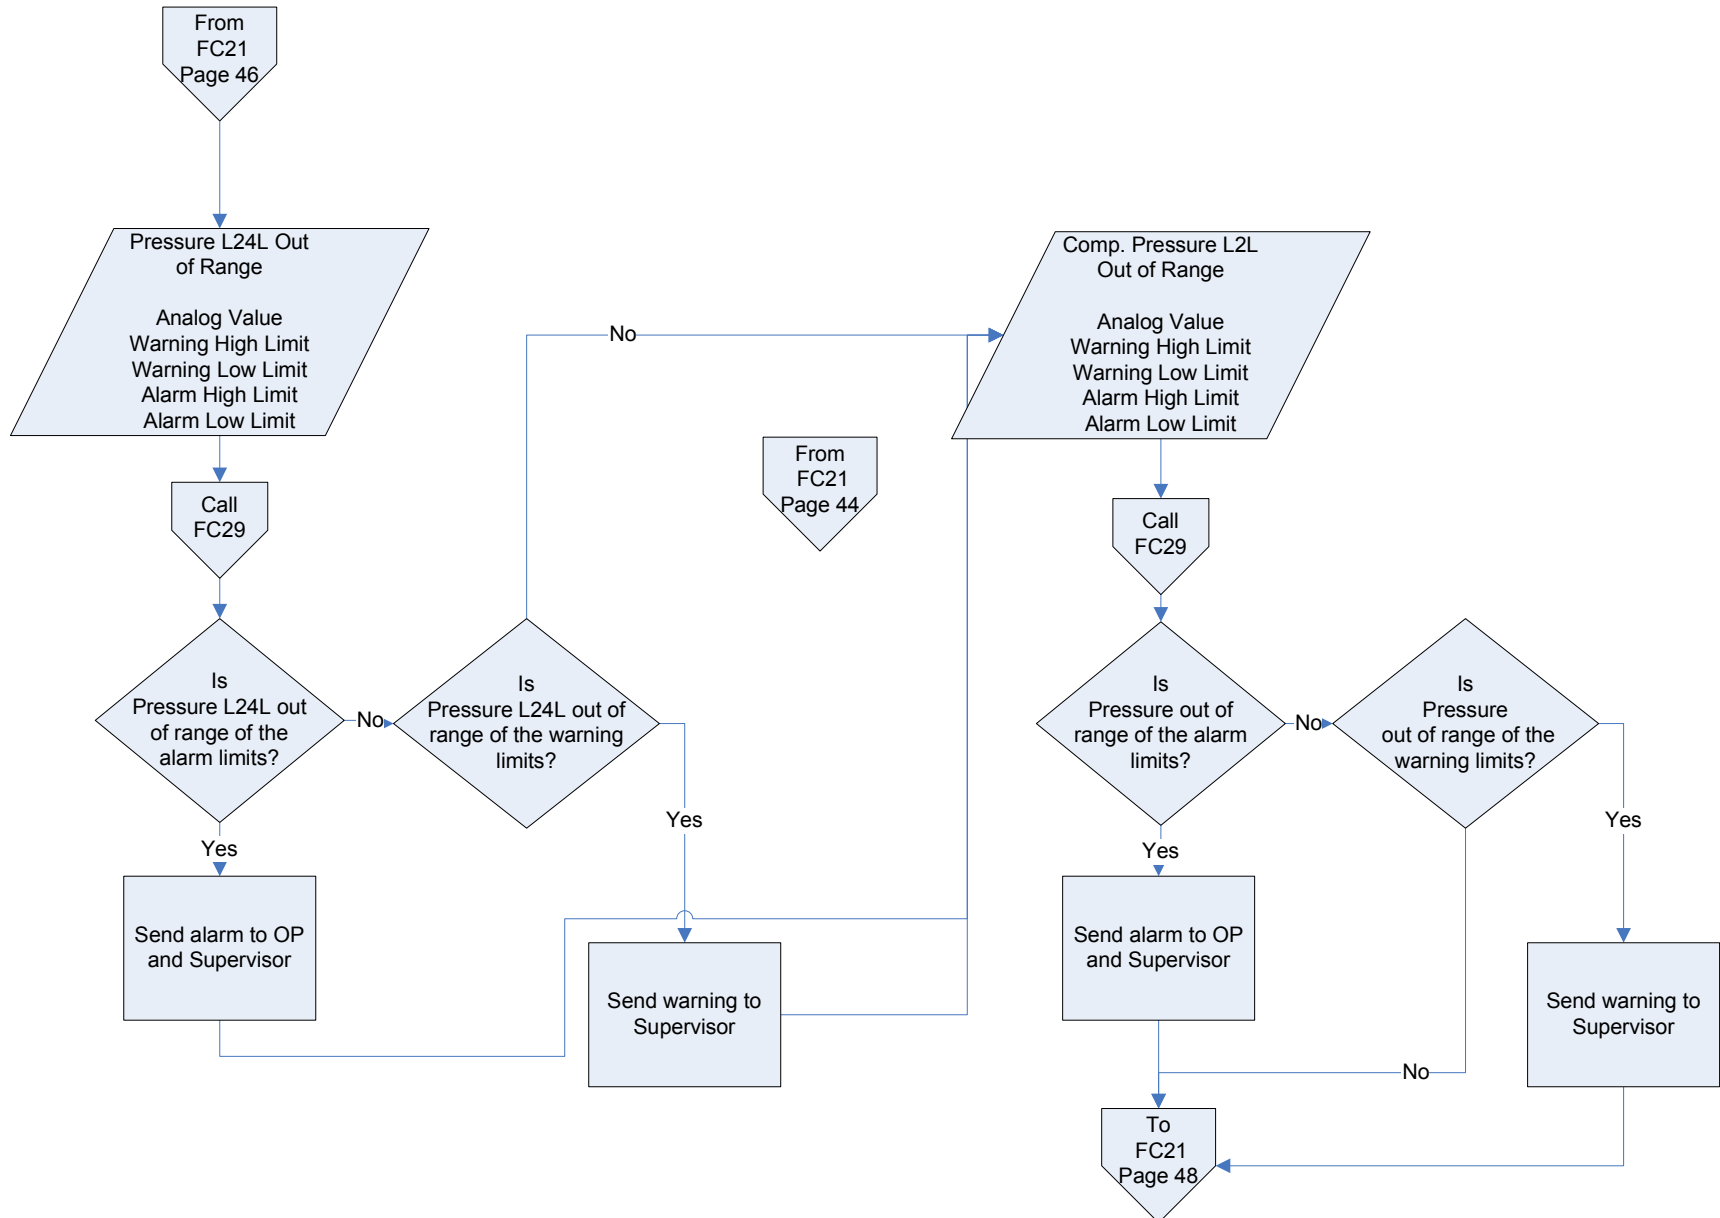 From
FC21
Page 46
Pressure L24L Out
of Range
Analog Value
Warning High Limit
Warning Low Limit
Alarm High Limit
Alarm Low Limit
Call
FC29
Is
Pressure L24L out
of range of the
alarm limits?
No
Is
Pressure L24L out of
range of the warning
limits?
No
Yes
Send alarm to OP
and Supervisor
Yes
Send warning to
Supervisor
From
FC21
Page 44
Comp. Pressure L2L
Out of Range
Analog Value
Warning High Limit
Warning Low Limit
Alarm High Limit
Alarm Low Limit
Call
FC29
Is
Pressure out of
range of the alarm
limits?
No
Is
Pressure
out of range of the
warning limits?
Yes
Send alarm to OP
and Supervisor
Yes
Send warning to
Supervisor
No
To
FC21
Page 48